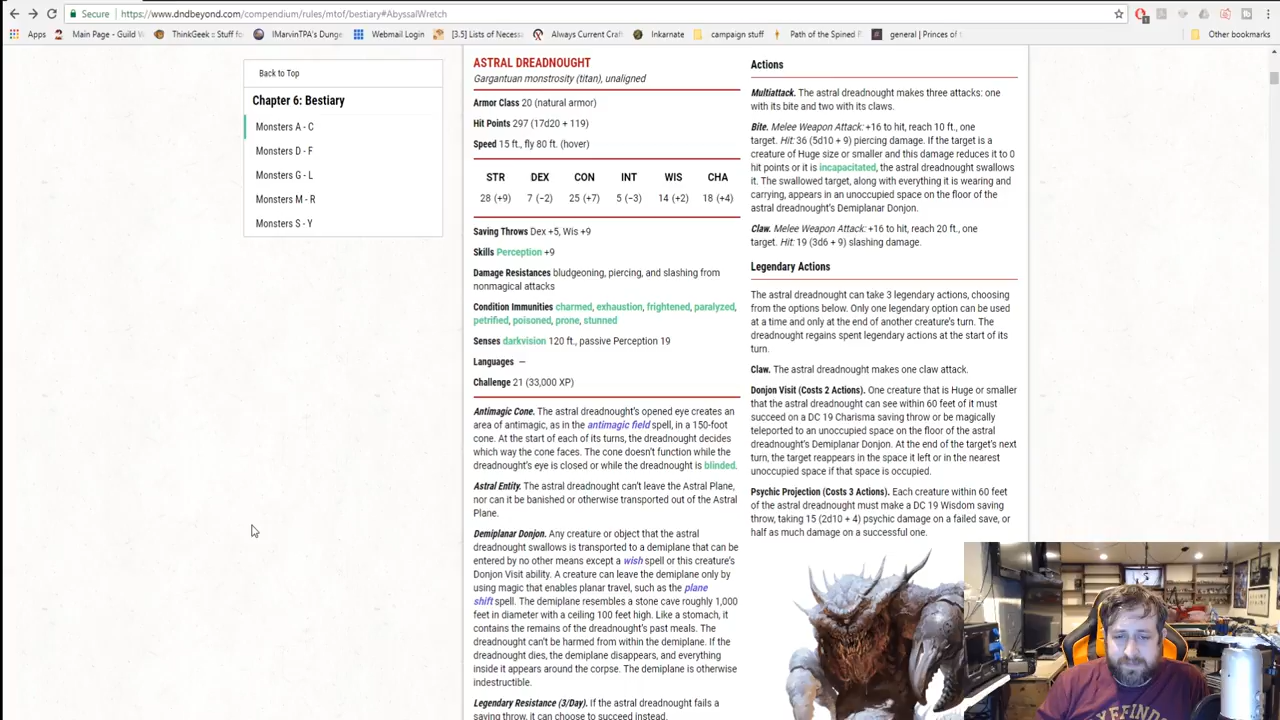 Secure https://www.dndbeyond.com/compendium/rules/mtof/bestiary#AbyssalWretch
Apps Main Page - Guild W ThinkGeek :: Stuff fo IMarvinTPA's Dunge Webmail Login [3.5] Lists of Necessa Always Current Craft Inkarnate campaign stuff Path of the Spined R general | Princes of Other bookmarks
Back to Top
Chapter 6: Bestiary
Monsters A - C
Monsters D - F
Monsters G - L
Monsters M - R
Monsters S - Y
ASTRAL DREADNOUGHT
Gargantuan monstrosity (titan), unaligned
Armor Class 20 (natural armor)
Hit Points 297 (17d20 + 119)
Speed 15 ft., fly 80 ft. (hover)
STR DEX CON INT WIS CHA
28 (+9) 7 (−2) 25 (+7) 5 (−3) 14 (+2) 18 (+4)
Saving Throws Dex +5, Wis +9
Skills Perception +9
Damage Resistances bludgeoning, piercing, and slashing from
nonmagical attacks
Condition Immunities charmed, exhaustion, frightened, paralyzed,
petrified, poisoned, prone, stunned
Senses darkvision 120 ft., passive Perception 19
Languages —
Challenge 21 (33,000 XP)
Antimagic Cone. The astral dreadnought's opened eye creates an
area of antimagic, as in the antimagic field spell, in a 150-foot
cone. At the start of each of its turns, the dreadnought decides
which way the cone faces. The cone doesn't function while the
dreadnought's eye is closed or while the dreadnought is blinded.
Astral Entity. The astral dreadnought can't leave the Astral Plane,
nor can it be banished or otherwise transported out of the Astral
Plane.
Demiplanar Donjon. Any creature or object that the astral
dreadnought swallows is transported to a demiplane that can be
entered by no other means except a wish spell or this creature's
Donjon Visit ability. A creature can leave the demiplane only by
using magic that enables planar travel, such as the plane
shift spell. The demiplane resembles a stone cave roughly 1,000
feet in diameter with a ceiling 100 feet high. Like a stomach, it
contains the remains of the dreadnought's past meals. The
dreadnought can't be harmed from within the demiplane. If the
dreadnought dies, the demiplane disappears, and everything
inside it appears around the corpse. The demiplane is otherwise
indestructible.
Legendary Resistance (3/Day). If the astral dreadnought fails a
saving throw, it can choose to succeed instead.
Actions
Multiattack. The astral dreadnought makes three attacks: one
with its bite and two with its claws.
Bite. Melee Weapon Attack: +16 to hit, reach 10 ft., one
target. Hit: 36 (5d10 + 9) piercing damage. If the target is a
creature of Huge size or smaller and this damage reduces it to 0
hit points or it is incapacitated, the astral dreadnought swallows
it. The swallowed target, along with everything it is wearing and
carrying, appears in an unoccupied space on the floor of the
astral dreadnought's Demiplanar Donjon.
Claw. Melee Weapon Attack: +16 to hit, reach 20 ft., one
target. Hit: 19 (3d6 + 9) slashing damage.
Legendary Actions
The astral dreadnought can take 3 legendary actions, choosing
from the options below. Only one legendary option can be used
at a time and only at the end of another creature's turn. The
dreadnought regains spent legendary actions at the start of its
turn.
Claw. The astral dreadnought makes one claw attack.
Donjon Visit (Costs 2 Actions). One creature that is Huge or smaller
that the astral dreadnought can see within 60 feet of it must
succeed on a DC 19 Charisma saving throw or be magically
teleported to an unoccupied space on the floor of the astral
dreadnought's Demiplanar Donjon. At the end of the target's next
turn, the target reappears in the space it left or in the nearest
unoccupied space if that space is occupied.
Psychic Projection (Costs 3 Actions). Each creature within 60 feet
of the astral dreadnought must make a DC 19 Wisdom saving
throw, taking 15 (2d10 + 4) psychic damage on a failed save, or
half as much damage on a successful one.